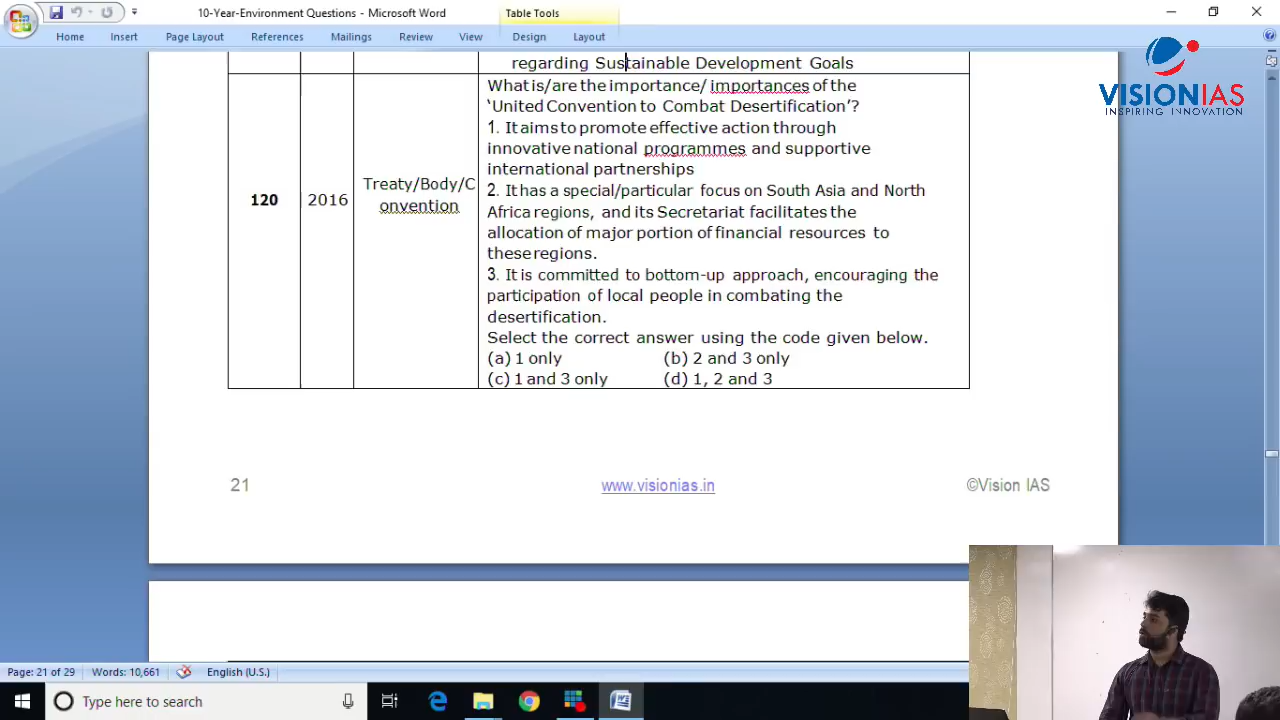 10-Year-Environment Questions - Microsoft Word
Table Tools
Home Insert Page Layout References Mailings Review View Design Layout
VISIONIAS
INSPIRING INNOVATION
regarding Sustainable Development Goals
What is/are the importance/ importances of the
‘United Convention to Combat Desertification’?
1. It aims to promote effective action through
innovative national programmes and supportive
international partnerships
2. It has a special/particular focus on South Asia and North
Africa regions, and its Secretariat facilitates the
allocation of major portion of financial resources to
these regions.
3. It is committed to bottom-up approach, encouraging the
participation of local people in combating the
desertification.
Select the correct answer using the code given below.
(a) 1 only (b) 2 and 3 only
(c) 1 and 3 only (d) 1, 2 and 3
120
2016
Treaty/Body/C
onvention
21 www.visionias.in ©Vision IAS
Page: 21 of 29 Words: 10,661 English (U.S.)
Type here to search